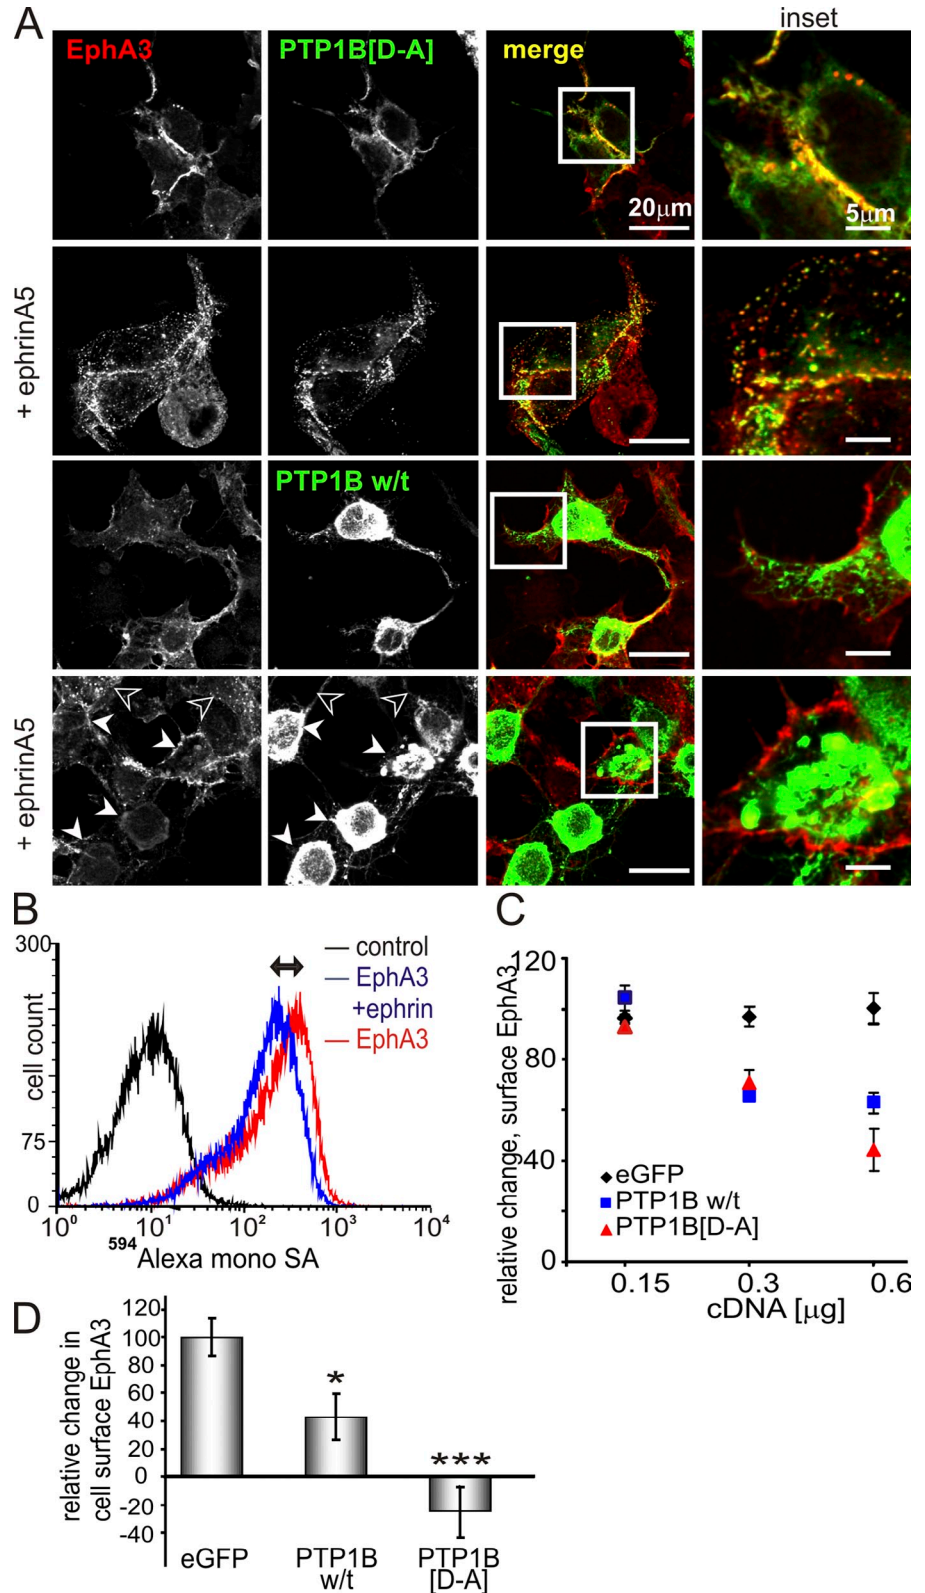 A
inset
EphA3 PTP1B[D-A] merge
20μm 5μm
+ ephrinA5
PTP1B w/t
+ ephrinA5
B
300
75
0
cell count
control
EphA3
+ephrin
EphA3
10⁰ 10¹ 10² 10³ 10⁴
⁵⁹⁴Alexa mono SA
C
relative change, surface EphA3
120
80
40
0
eGFP
PTP1B w/t
PTP1B[D-A]
0.15 0.3 0.6
cDNA [μg]
D
relative change in
cell surface EphA3
120
100
80
60
40
20
0
-20
-40
*
***
eGFP PTP1B PTP1B
w/t [D-A]